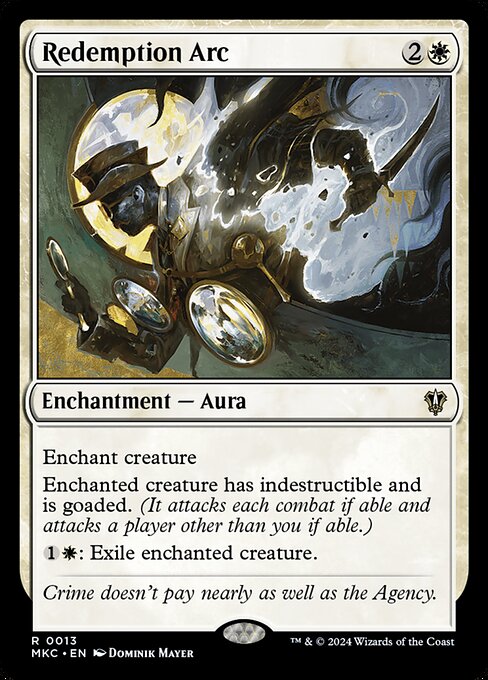 Redemption Arc 2
Enchantment — Aura
Enchant creature
Enchanted creature has indestructible and
is goaded. (It attacks each combat if able and
attacks a player other than you if able.)
1 : Exile enchanted creature.
Crime doesn't pay nearly as well as the Agency.
R 0013
MKC • EN DOMINIK MAYER
™ & © 2024 Wizards of the Coast